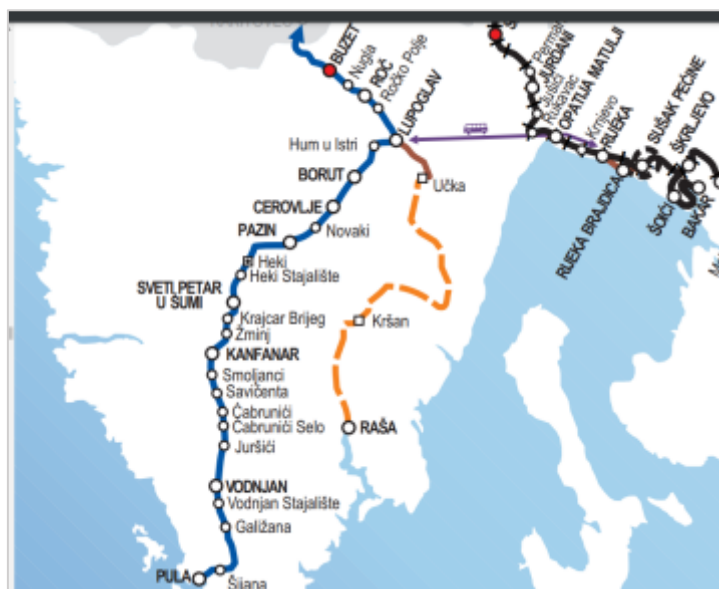 BUZET
Nugla
ROČ
Ročko Polje
LUPOGLAV
Hum u Istri
BORUT
Učka
CEROVLJE
Novaki
PAZIN
Heki
Heki Stajalište
SVETI PETAR
U ŠUMI
Krajcar Brijeg
Žminj
Kršan
KANFANAR
Smoljanci
Savičenta
Čabrunići
Čabrunići Selo
RAŠA
Juršići
VODNJAN
Vodnjan Stajalište
Galižana
PULA
Šijana
JURDANI
Rukavac
OPATIJA MATULJI
Krnjevo
RIJEKA
RIJEKA BRAJDICA
SUŠAK PEĆINE
ŠKRLJEVO
ŠOIĆI
BAKAR